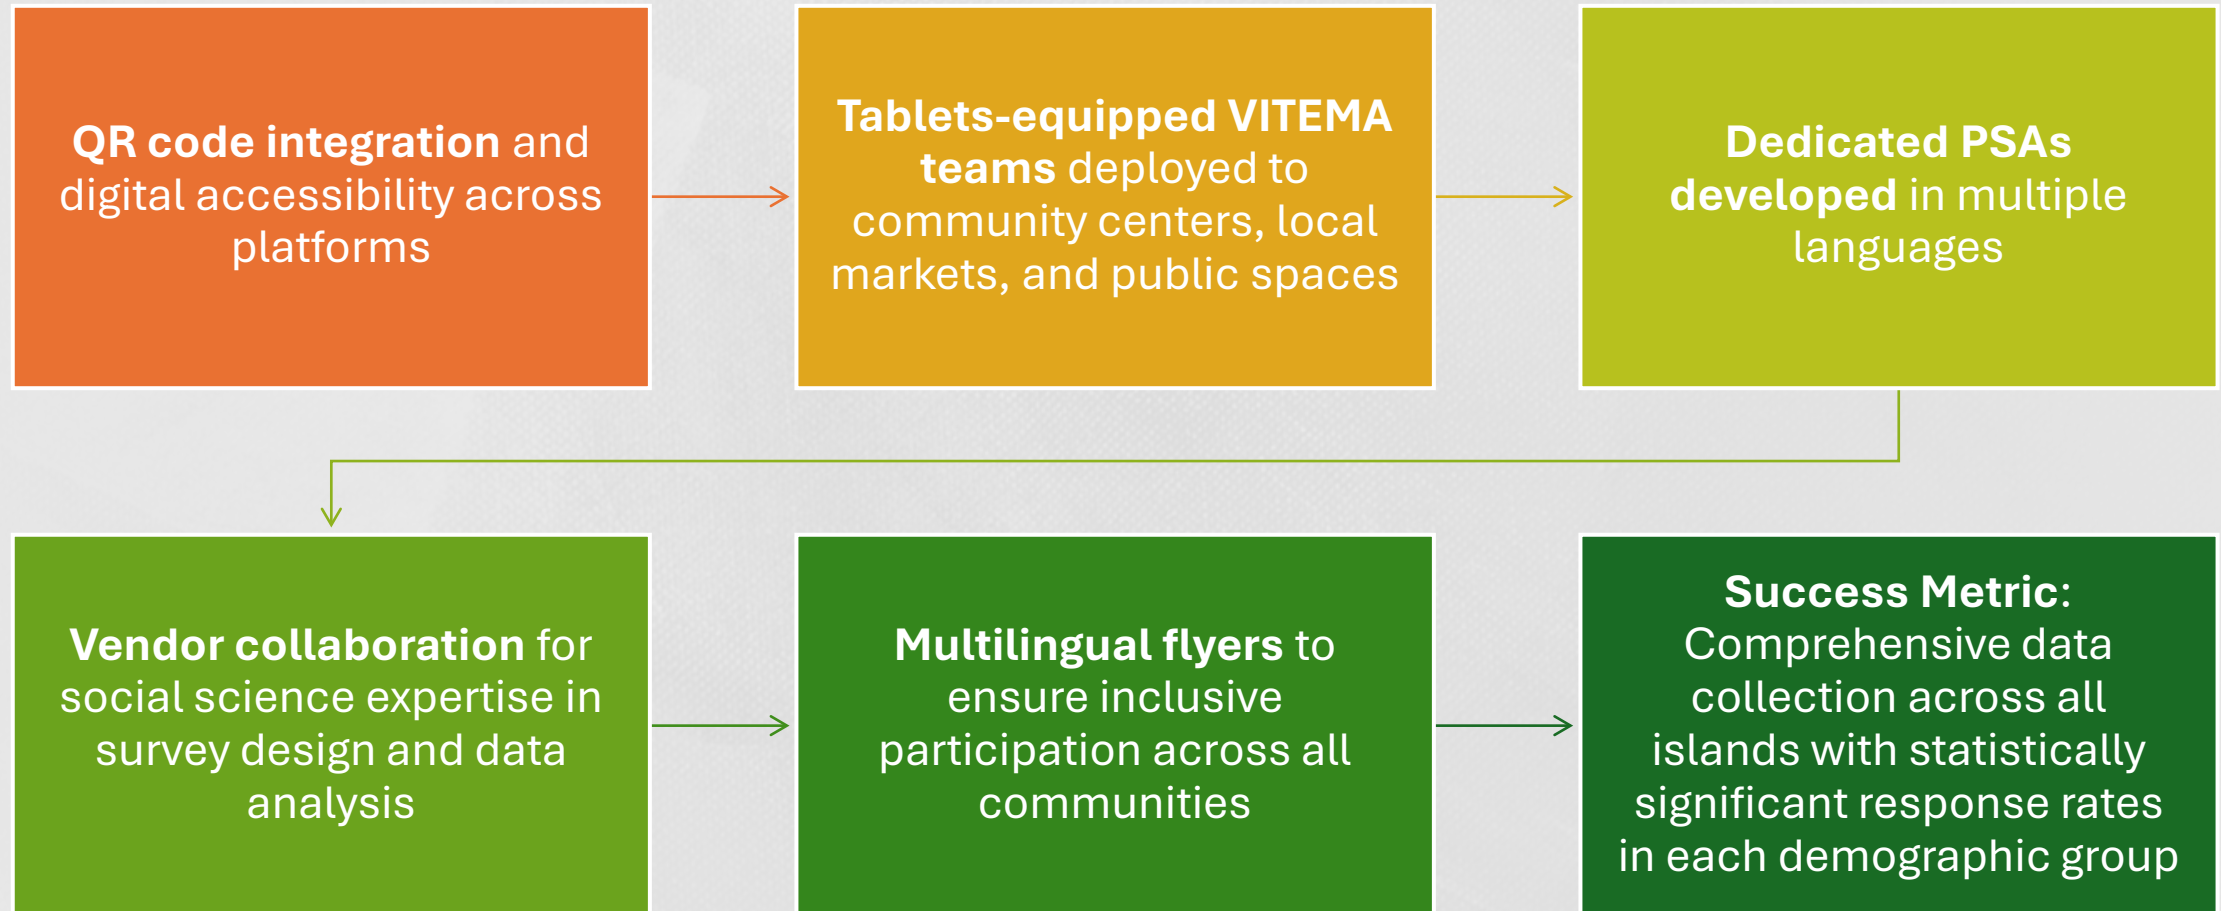 QR code integration and
digital accessibility across
platforms
Tablets-equipped VITEMA
teams deployed to
community centers, local
markets, and public spaces
Dedicated PSAs
developed in multiple
languages
Vendor collaboration for
social science expertise in
survey design and data
analysis
Multilingual flyers to
ensure inclusive
participation across all
communities
Success Metric:
Comprehensive data
collection across all
islands with statistically
significant response rates
in each demographic group